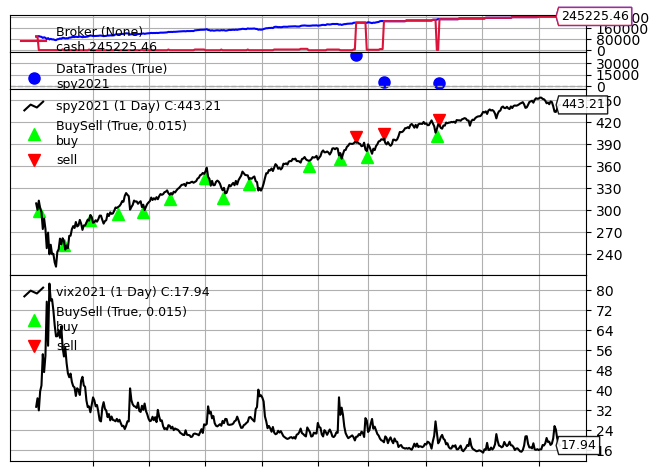 Broker (None)
cash 245225.46
245225.46
160000
80000
0
DataTrades (True)
spy2021
30000
15000
0
spy2021 (1 Day) C:443.21
BuySell (True, 0.015)
buy
sell
443.21
420
390
360
330
300
270
240
vix2021 (1 Day) C:17.94
BuySell (True, 0.015)
buy
sell
80
72
64
56
48
40
32
24
17.94
16